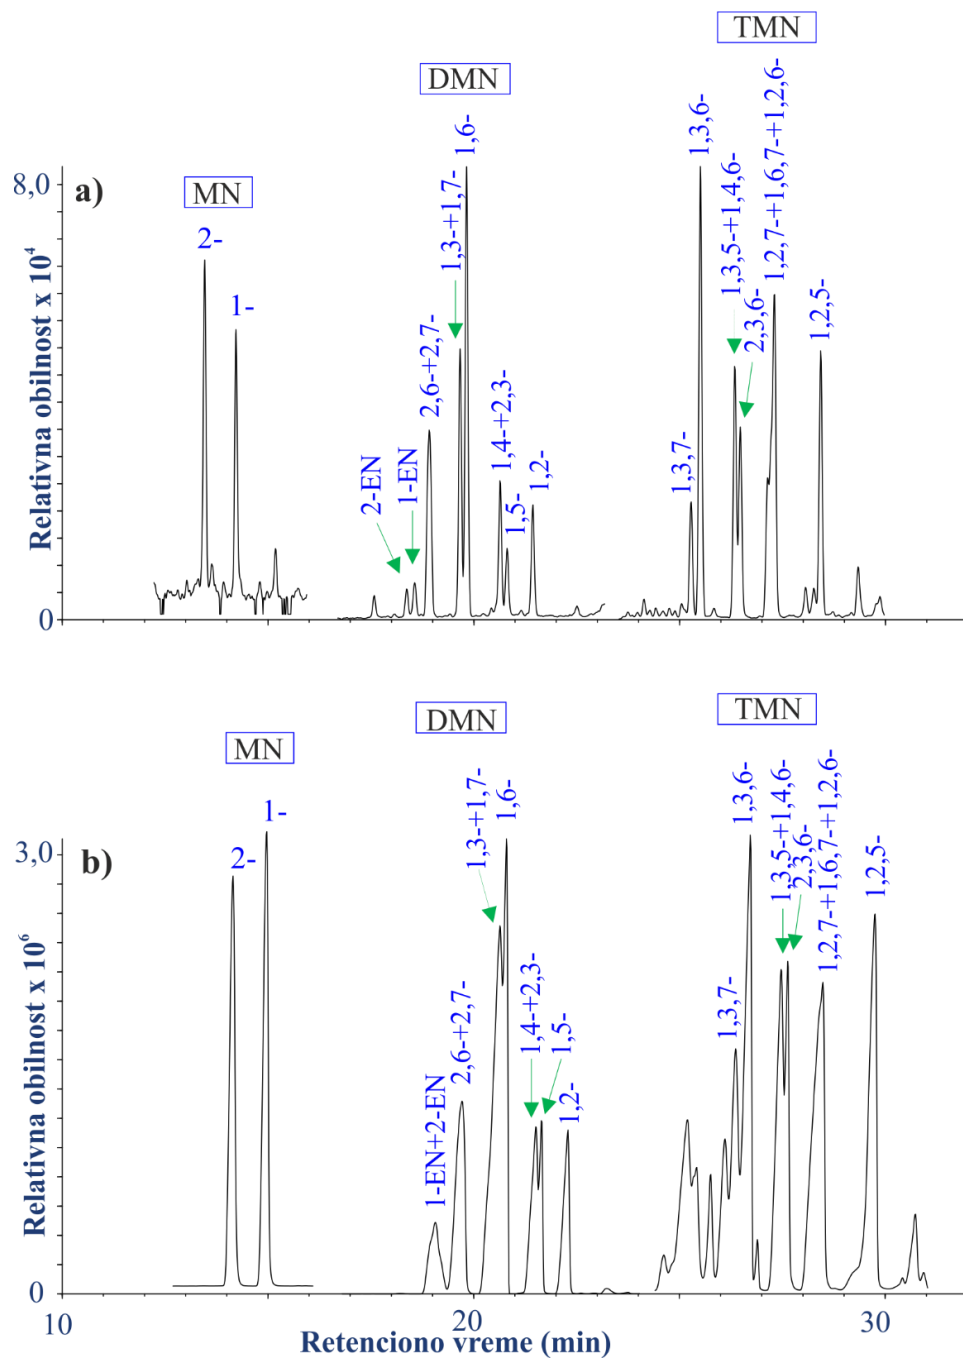 TMN
DMN
MN
8,0
a)
2-
1-
2-EN
1-EN
2,6-+2,7-
1,3-+1,7-
1,6-
1,4-+2,3-
1,5-
1,2-
1,3,7-
1,3,6-
1,3,5-+1,4,6-
2,3,6-
1,2,7-+1,6,7-+1,2,6-
1,2,5-
Relativna obilnost x 10⁴
0
TMN
DMN
MN
3,0
b)
2-
1-
1-EN+2-EN
2,6-+2,7-
1,3-+1,7-
1,6-
1,4-+2,3-
1,5-
1,2-
1,3,7-
1,3,6-
1,3,5-+1,4,6-
2,3,6-
1,2,7-+1,6,7-+1,2,6-
1,2,5-
Relativna obilnost x 10⁶
0
10
20
30
Retenciono vreme (min)